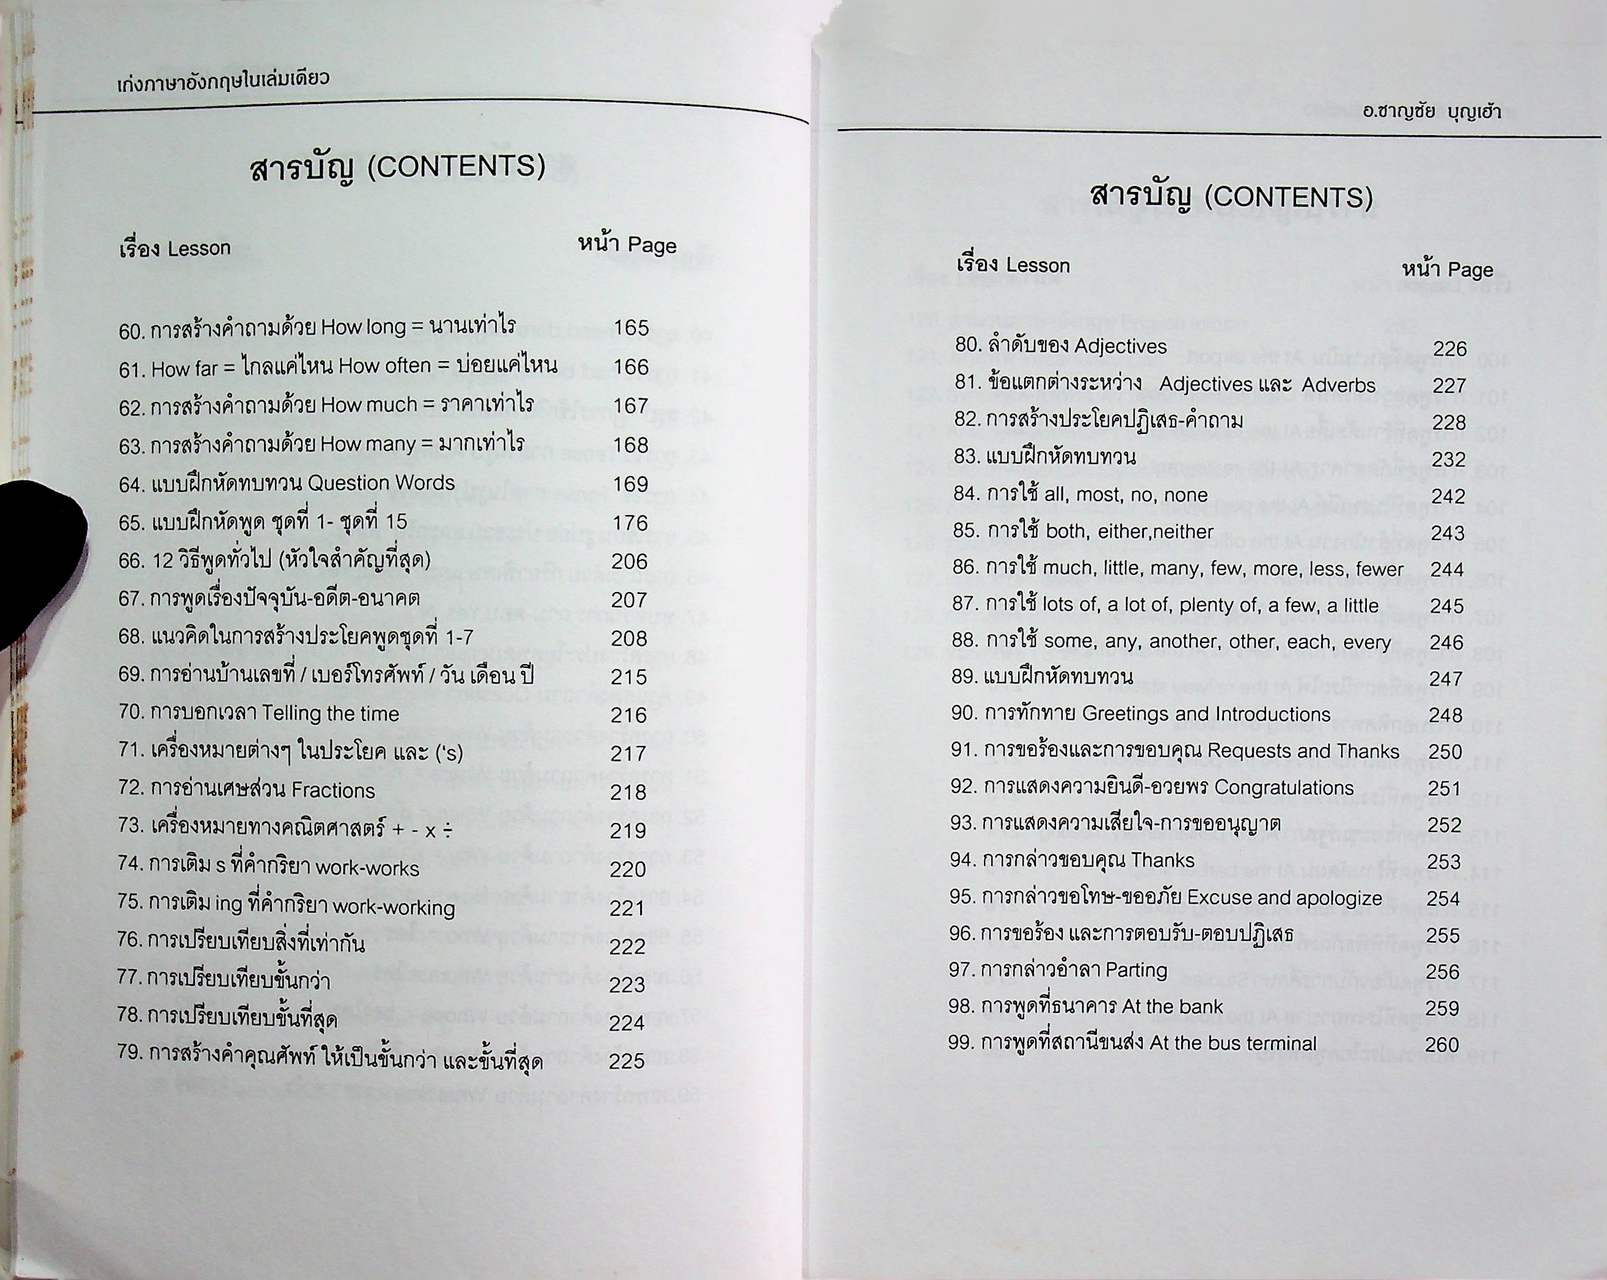 เก่งภาษาอังกฤษในเล่มเดียว
สารบัญ (CONTENTS)
เรื่อง Lesson หน้า Page
60. การสร้างคำถามด้วย How long = นานเท่าไร 165
61. How far = ไกลแค่ไหน How often = บ่อยแค่ไหน 166
62. การสร้างคำถามด้วย How much = ราคาเท่าไร 167
63. การสร้างคำถามด้วย How many = มากเท่าไร 168
64. แบบฝึกหัดทบทวน Question Words 169
65. แบบฝึกหัดพูด ชุดที่ 1- ชุดที่ 15 176
66. 12 วิธีพูดทั่วไป (หัวใจสำคัญที่สุด) 206
67. การพูดเรื่องปัจจุบัน-อดีต-อนาคต 207
68. แนวคิดในการสร้างประโยคพูดชุดที่ 1-7 208
69. การอ่านบ้านเลขที่ / เบอร์โทรศัพท์ / วัน เดือน ปี 215
70. การบอกเวลา Telling the time 216
71. เครื่องหมายต่างๆ ในประโยค และ ('s) 217
72. การอ่านเศษส่วน Fractions 218
73. เครื่องหมายทางคณิตศาสตร์ + - x ÷ 219
74. การเติม s ที่คำกริยา work-works 220
75. การเติม ing ที่คำกริยา work-working 221
76. การเปรียบเทียบสิ่งที่เท่ากัน 222
77. การเปรียบเทียบขั้นกว่า 223
78. การเปรียบเทียบขั้นที่สุด 224
79. การสร้างคำคุณศัพท์ ให้เป็นขั้นกว่า และขั้นที่สุด 225
อ.ชาญชัย บุญเฮ้า
สารบัญ (CONTENTS)
เรื่อง Lesson หน้า Page
80. ลำดับของ Adjectives 226
81. ข้อแตกต่างระหว่าง Adjectives และ Adverbs 227
82. การสร้างประโยคปฏิเสธ-คำถาม 228
83. แบบฝึกหัดทบทวน 232
84. การใช้ all, most, no, none 242
85. การใช้ both, either,neither 243
86. การใช้ much, little, many, few, more, less, fewer 244
87. การใช้ lots of, a lot of, plenty of, a few, a little 245
88. การใช้ some, any, another, other, each, every 246
89. แบบฝึกหัดทบทวน 247
90. การทักทาย Greetings and Introductions 248
91. การขอร้องและการขอบคุณ Requests and Thanks 250
92. การแสดงความยินดี-อวยพร Congratulations 251
93. การแสดงความเสียใจ-การขออนุญาต 252
94. การกล่าวขอบคุณ Thanks 253
95. การกล่าวขอโทษ-ขออภัย Excuse and apologize 254
96. การขอร้อง และการตอบรับ-ตอบปฏิเสธ 255
97. การกล่าวอำลา Parting 256
98. การพูดที่ธนาคาร At the bank 259
99. การพูดที่สถานีขนส่ง At the bus terminal 260